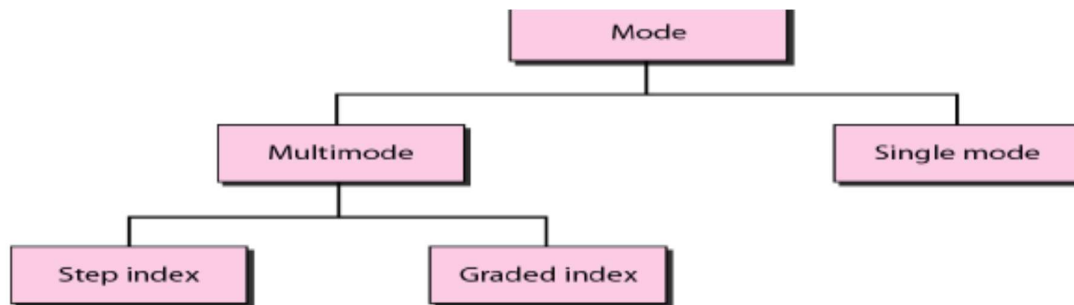 Mode
Multimode
Single mode
Step index
Graded index